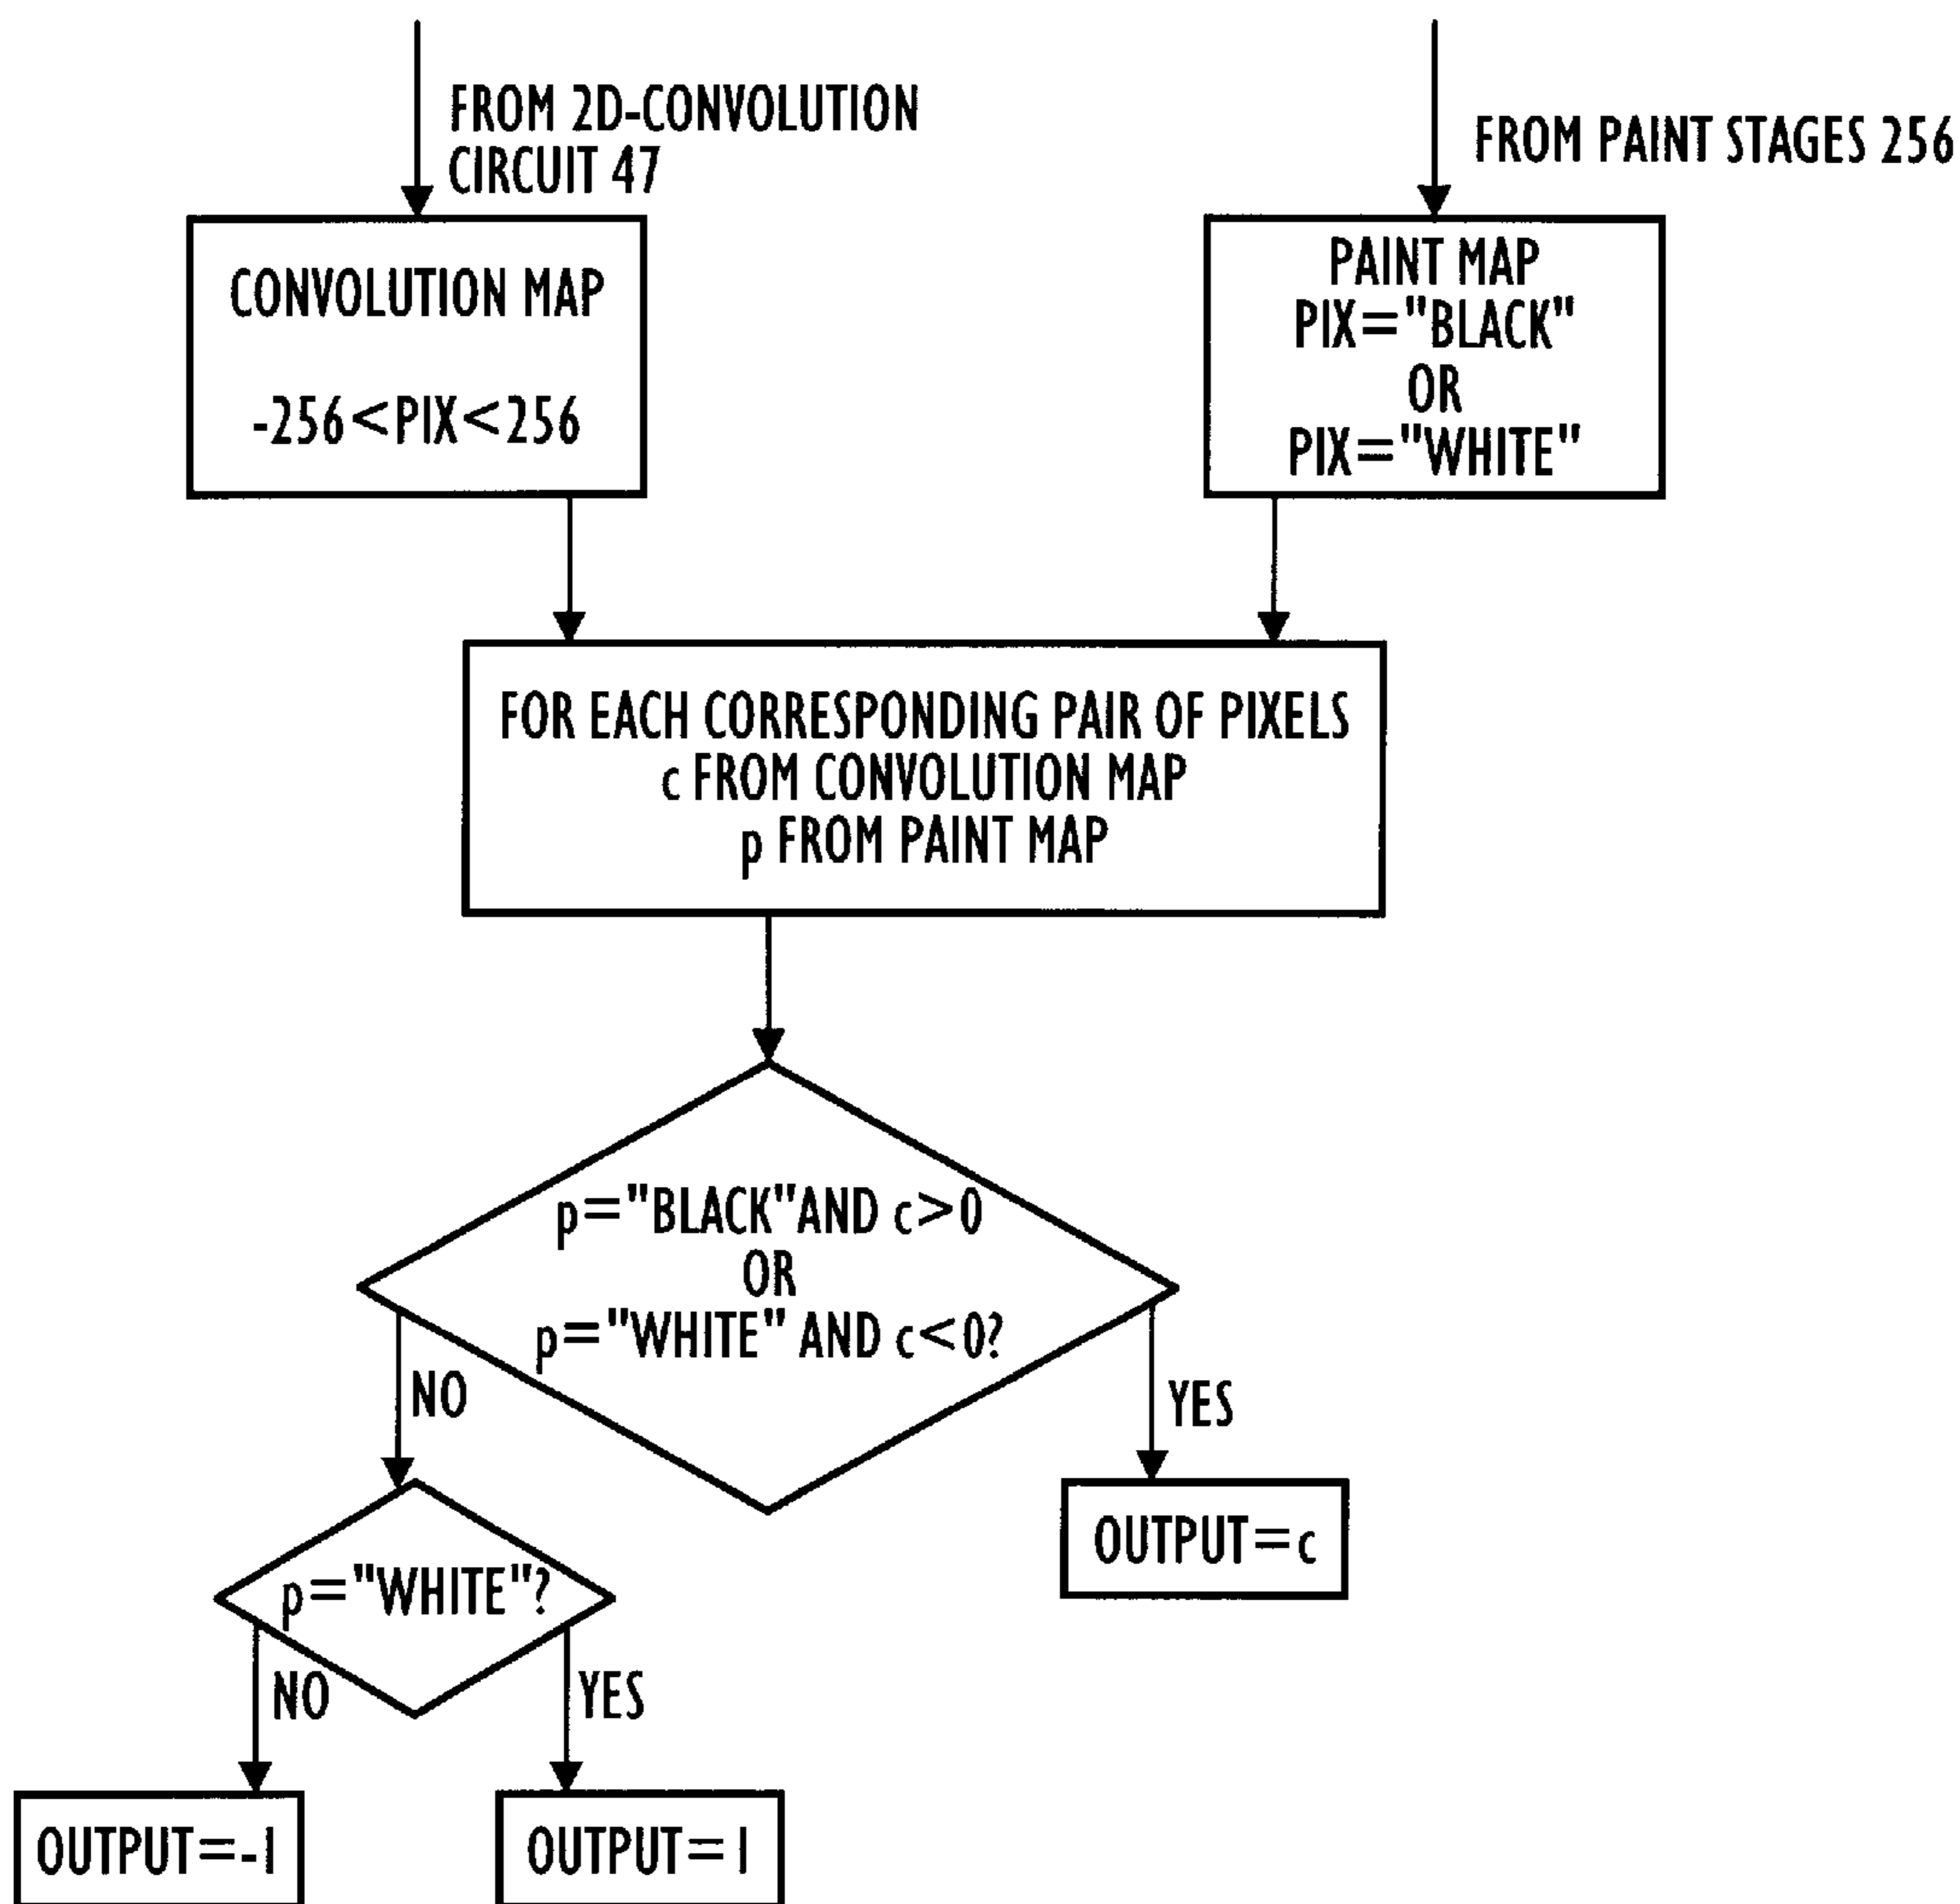 FROM 2D-CONVOLUTION
CIRCUIT 47
FROM PAINT STAGES 256
CONVOLUTION MAP
-256<PIX<256
PAINT MAP
PIX="BLACK"
OR
PIX="WHITE"
FOR EACH CORRESPONDING PAIR OF PIXELS
c FROM CONVOLUTION MAP
p FROM PAINT MAP
p="BLACK"AND c>0
OR
p="WHITE" AND c<0?
NO
YES
OUTPUT=c
p="WHITE"?
NO
YES
OUTPUT=-1
OUTPUT=1